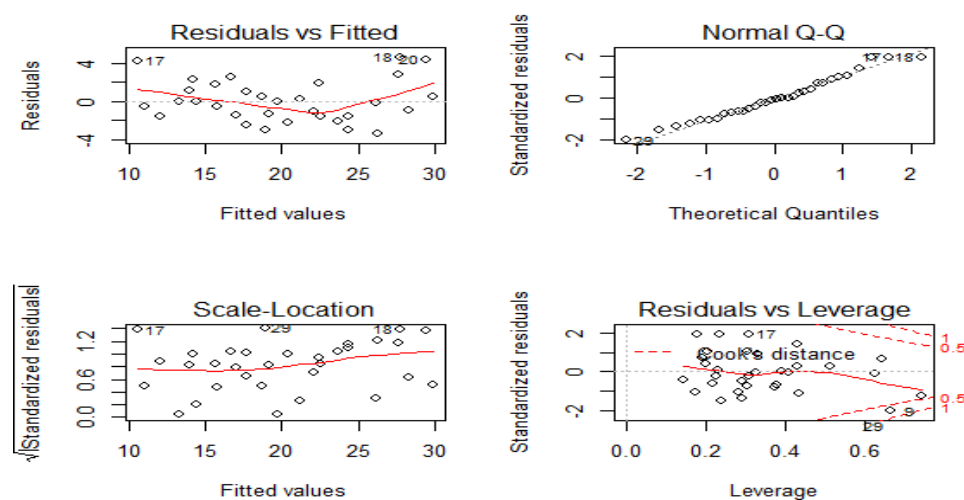 Residuals vs Fitted
Residuals
4
0
-4
17
18
20
10 15 20 25 30
Fitted values
Normal Q-Q
Standardized residuals
2
0
-2
17
18
29
-2 -1 0 1 2
Theoretical Quantiles
Scale-Location
√|Standardized residuals|
1.2
0.6
0.0
17
29
18
10 15 20 25 30
Fitted values
Residuals vs Leverage
Standardized residuals
2
0
-2
17
Cook's distance
1
0.5
0.5
1
29
9
0.0 0.2 0.4 0.6
Leverage